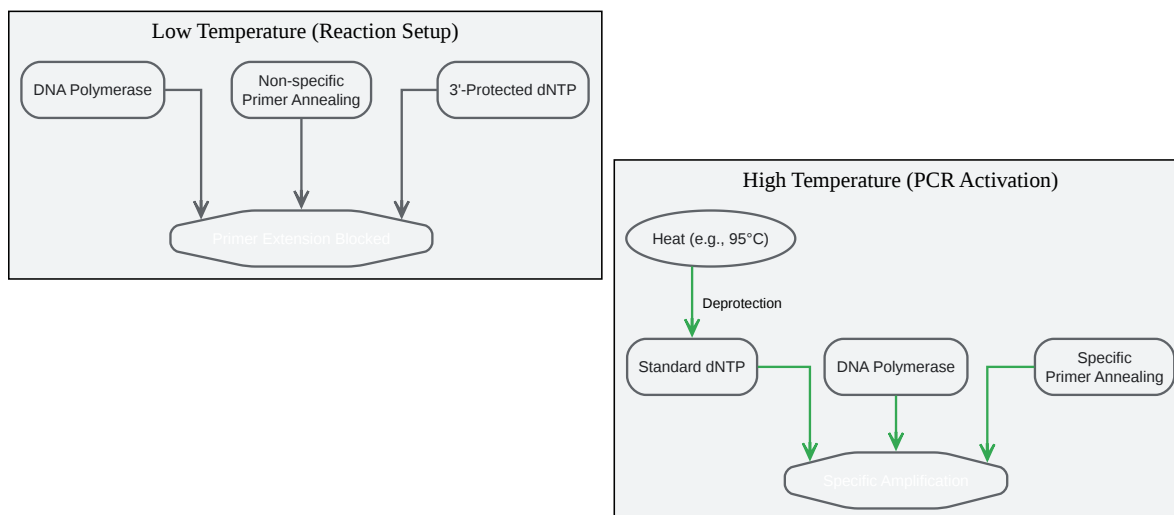 Low Temperature (Reaction Setup)
DNA Polymerase
Non-specific
Primer Annealing
3'-Protected dNTP
Primer Extension Blocked
High Temperature (PCR Activation)
Heat (e.g., 95°C)
Deprotection
Standard dNTP
DNA Polymerase
Specific
Primer Annealing
Specific Amplification